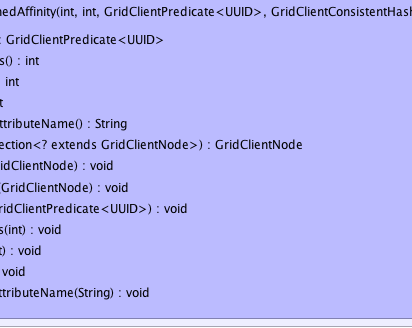 nedAffinity(int, int, GridClientPredicate<UUID>, GridClientConsistentHas
: GridClientPredicate<UUID>
s() : int
int
t
ttributeName() : String
ection<? extends GridClientNode>) : GridClientNode
idClientNode) : void
(GridClientNode) : void
ridClientPredicate<UUID>) : void
s(int) : void
t) : void
void
ttributeName(String) : void